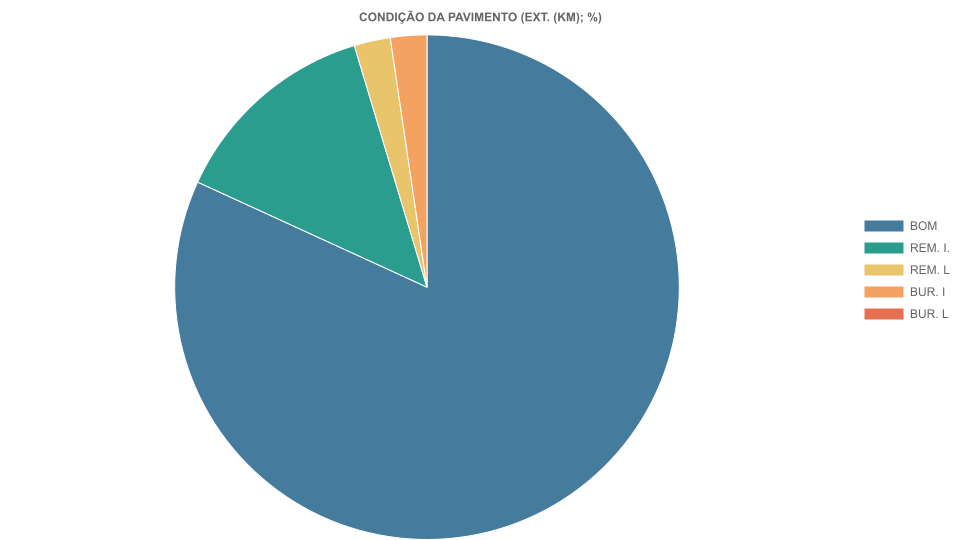 CONDIÇÃO DA PAVIMENTO (EXT. (KM); %)
BOM
REM. I.
REM. L
BUR. I
BUR. L